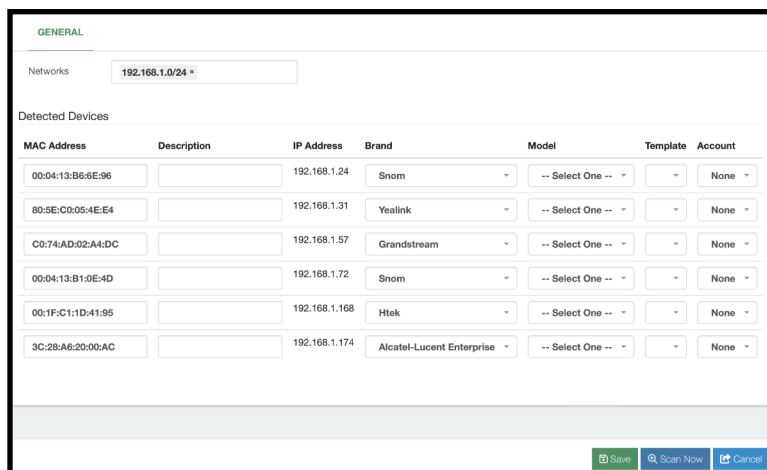 GENERAL
Networks 192.168.1.0/24 ×
Detected Devices
MAC Address Description IP Address Brand Model Template Account
00:04:13:B6:6E:96 192.168.1.24 Snom -- Select One -- None
80:5E:C0:05:4E:E4 192.168.1.31 Yealink -- Select One -- None
C0:74:AD:02:A4:DC 192.168.1.57 Grandstream -- Select One -- None
00:04:13:B1:0E:4D 192.168.1.72 Snom -- Select One -- None
00:1F:C1:1D:41:95 192.168.1.168 Htek -- Select One -- None
3C:28:A6:20:00:AC 192.168.1.174 Alcatel-Lucent Enterprise -- Select One -- None
Save Scan Now Cancel